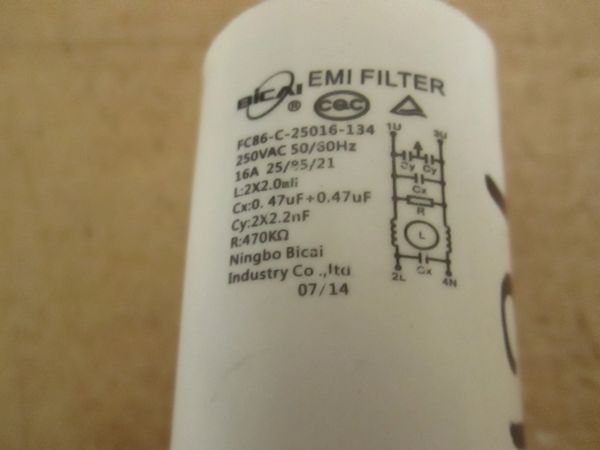 BiCAI ® EMI FILTER
CQC
FC86-C-25016-134
250VAC 50/60Hz
16A 25/85/21
L:2X2.0mH
Cx:0.47uF+0.47uF
Cy:2X2.2nF
R:470KΩ
Ningbo Bicai
Industry Co.,ltd
07/14
1U 3U
Cy Cy
Cx
R
L
Cx
2L 4N